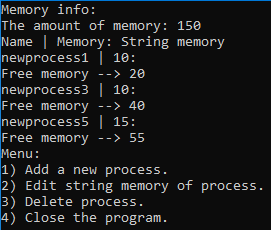 Memory info:
The amount of memory: 150
Name | Memory: String memory
newprocess1 | 10:
Free memory --> 20
newprocess3 | 10:
Free memory --> 40
newprocess5 | 15:
Free memory --> 55
Menu:
1) Add a new process.
2) Edit string memory of process.
3) Delete process.
4) Close the program.